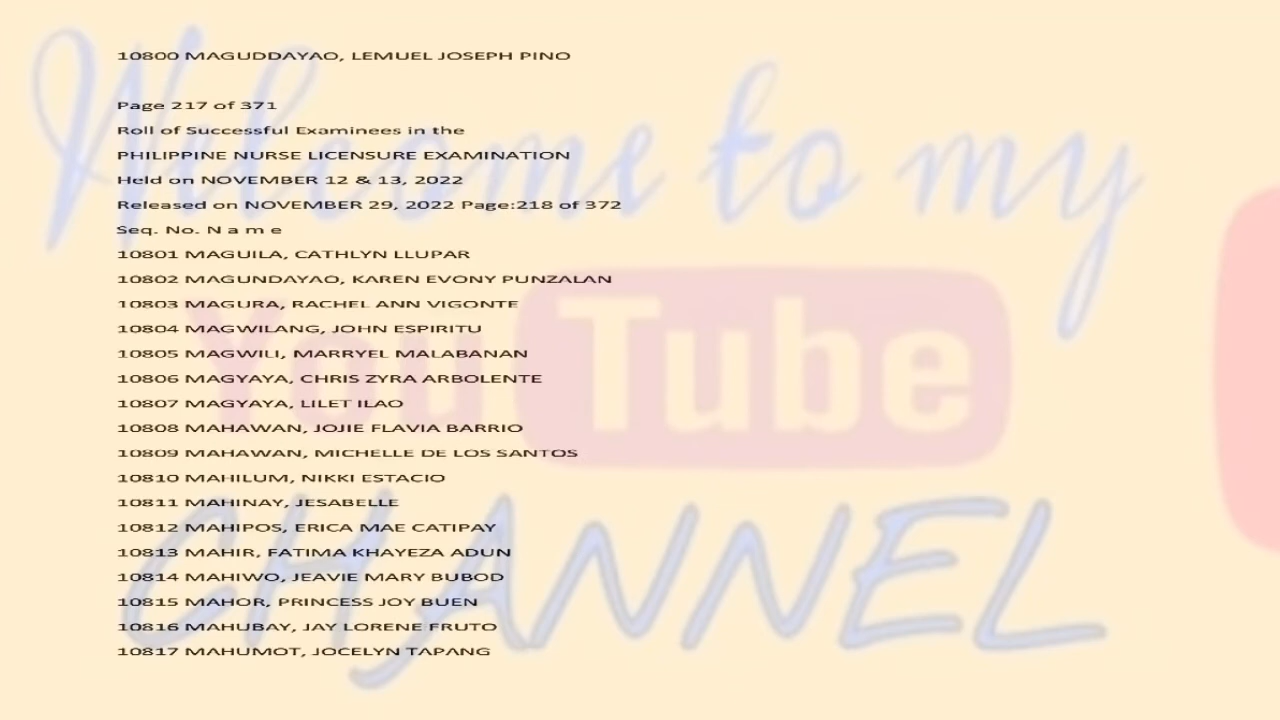 10800 MAGUDDAYAO, LEMUEL JOSEPH PINO
Page 217 of 371
Roll of Successful Examinees in the
PHILIPPINE NURSE LICENSURE EXAMINATION
Held on NOVEMBER 12 & 13, 2022
Released on NOVEMBER 29, 2022 Page:218 of 372
Seq. No. N a m e
10801 MAGUILA, CATHLYN LLUPAR
10802 MAGUNDAYAO, KAREN EVONY PUNZALAN
10803 MAGURA, RACHEL ANN VIGONTE
10804 MAGWILANG, JOHN ESPIRITU
10805 MAGWILI, MARRYEL MALABANAN
10806 MAGYAYA, CHRIS ZYRA ARBOLENTE
10807 MAGYAYA, LILET ILAO
10808 MAHAWAN, JOJIE FLAVIA BARRIO
10809 MAHAWAN, MICHELLE DE LOS SANTOS
10810 MAHILUM, NIKKI ESTACIO
10811 MAHINAY, JESABELLE
10812 MAHIPOS, ERICA MAE CATIPAY
10813 MAHIR, FATIMA KHAYEZA ADUN
10814 MAHIWO, JEAVIE MARY BUBOD
10815 MAHOR, PRINCESS JOY BUEN
10816 MAHUBAY, JAY LORENE FRUTO
10817 MAHUMOT, JOCELYN TAPANG
Welcome to my
YouTube
CHANNEL